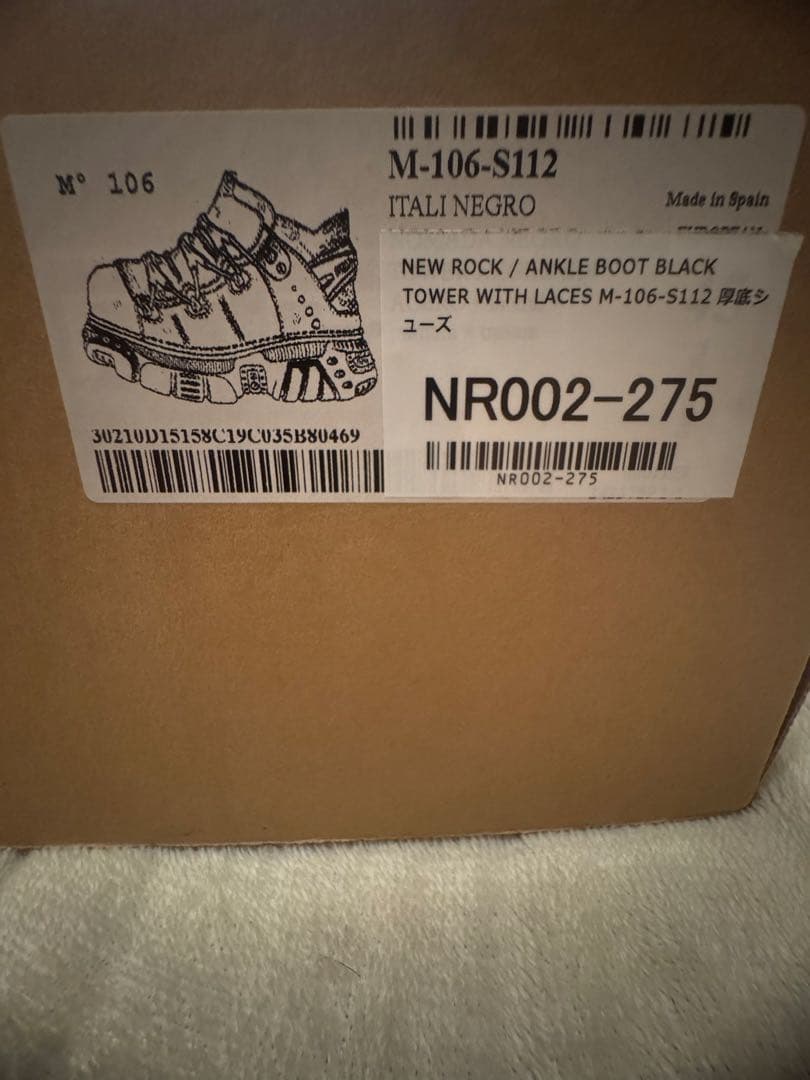 M° 106
M-106-S112
ITALI NEGRO
Made in Spain
NEW ROCK / ANKLE BOOT BLACK
TOWER WITH LACES M-106-S112 厚底シ
ューズ
NR002-275
NR002-275
30210D15158C19C035B80469